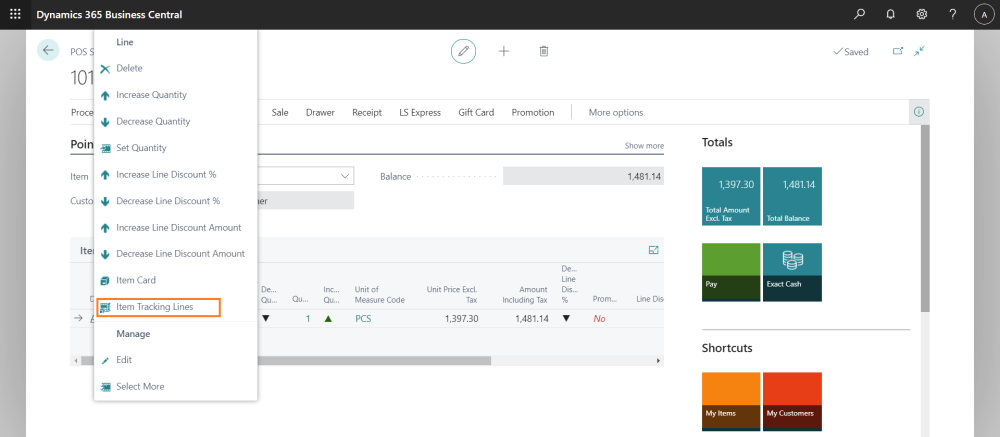 Dynamics 365 Business Central
A
POS S
101
Saved
Line
Delete
Increase Quantity
Decrease Quantity
Set Quantity
Increase Line Discount %
Decrease Line Discount %
Increase Line Discount Amount
Decrease Line Discount Amount
Item Card
Item Tracking Lines
Manage
Edit
Select More
Proce
Sale Drawer Receipt LS Express Gift Card Promotion More options
Poin
Show more
Item
Balance 1,481.14
Custo
ner
Iten
De... Qu...
Qu...
Inc... Qu...
Unit of Measure Code
Unit Price Excl. Tax
Amount Including Tax
De... Line Dis... %
Prom...
Line Disc
1 PCS 1,397.30 1,481.14 No
Totals
1,397.30
Total Amount Excl. Tax
1,481.14
Total Balance
Pay
Exact Cash
Shortcuts
My Items
My Customers